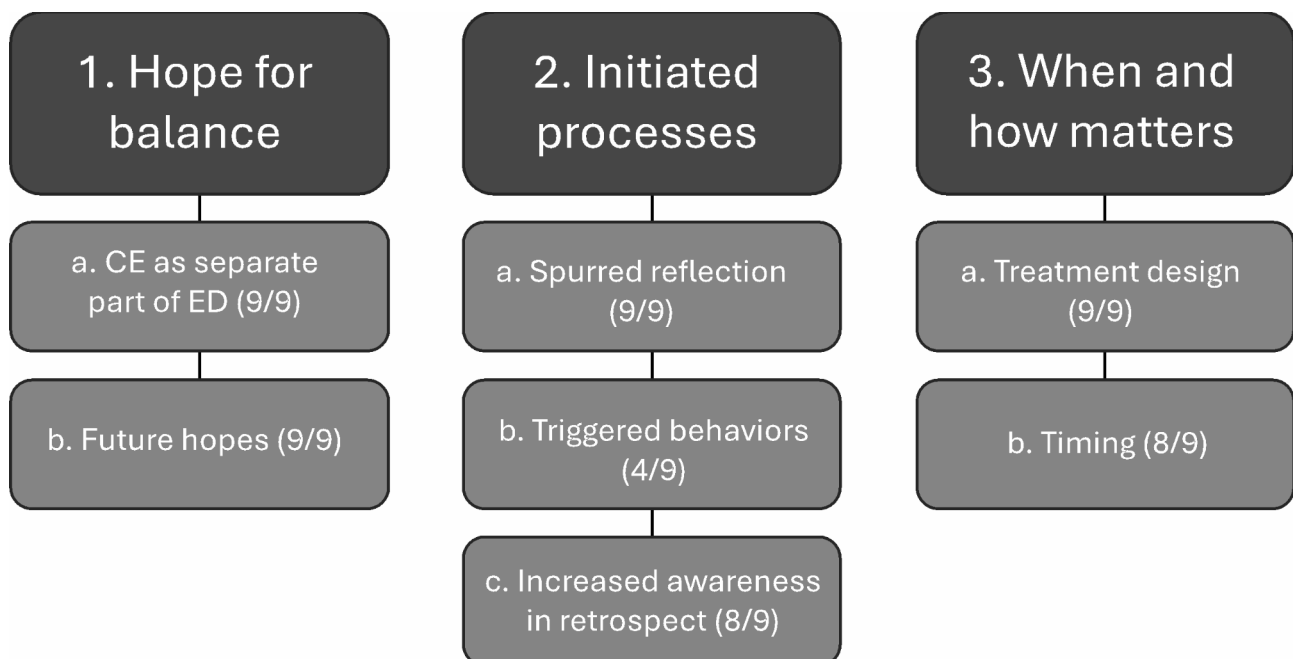 1. Hope for
balance
a. CE as separate
part of ED (9/9)
b. Future hopes (9/9)
2. Initiated
processes
a. Spurred reflection
(9/9)
b. Triggered behaviors
(4/9)
c. Increased awareness
in retrospect (8/9)
3. When and
how matters
a. Treatment design
(9/9)
b. Timing (8/9)